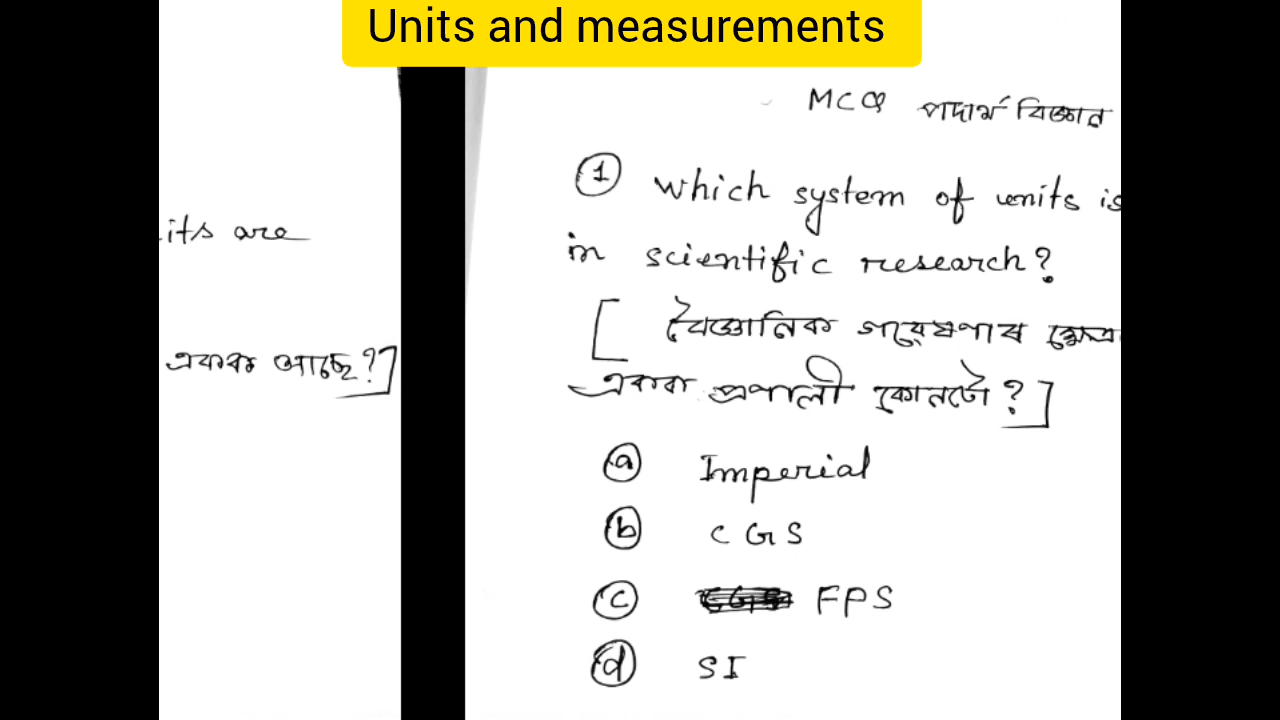 Units and measurements
its are
একক আছে?]
MCQ পদার্থ বিজ্ঞান
① Which system of units is
in scientific research?
[বৈজ্ঞানিক গবেষণাৰ ক্ষেত্ৰ
একক প্ৰণালী কোনটো?]
ⓐ Imperial
ⓑ CGS
ⓒ FPS
ⓓ SI